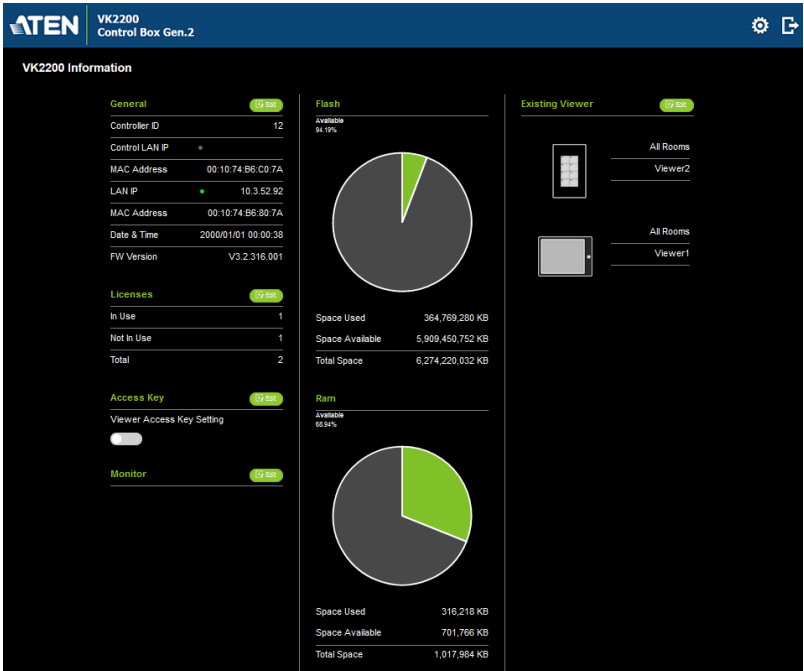 ATEN
VK2200
Control Box Gen.2
VK2200 Information
General Edit
Controller ID 12
Control LAN IP
MAC Address 00:10:74:B6:C0:7A
LAN IP 10.3.52.92
MAC Address 00:10:74:B6:80:7A
Date & Time 2000/01/01 00:00:38
FW Version V3.2.316.001
Licenses Edit
In Use 1
Not In Use 1
Total 2
Access Key Edit
Viewer Access Key Setting
Monitor Edit
Flash
Available
94.19%
Space Used 364,769,280 KB
Space Available 5,909,450,752 KB
Total Space 6,274,220,032 KB
Ram
Available
68.94%
Space Used 316,218 KB
Space Available 701,766 KB
Total Space 1,017,984 KB
Existing Viewer Edit
All Rooms
Viewer2
All Rooms
Viewer1